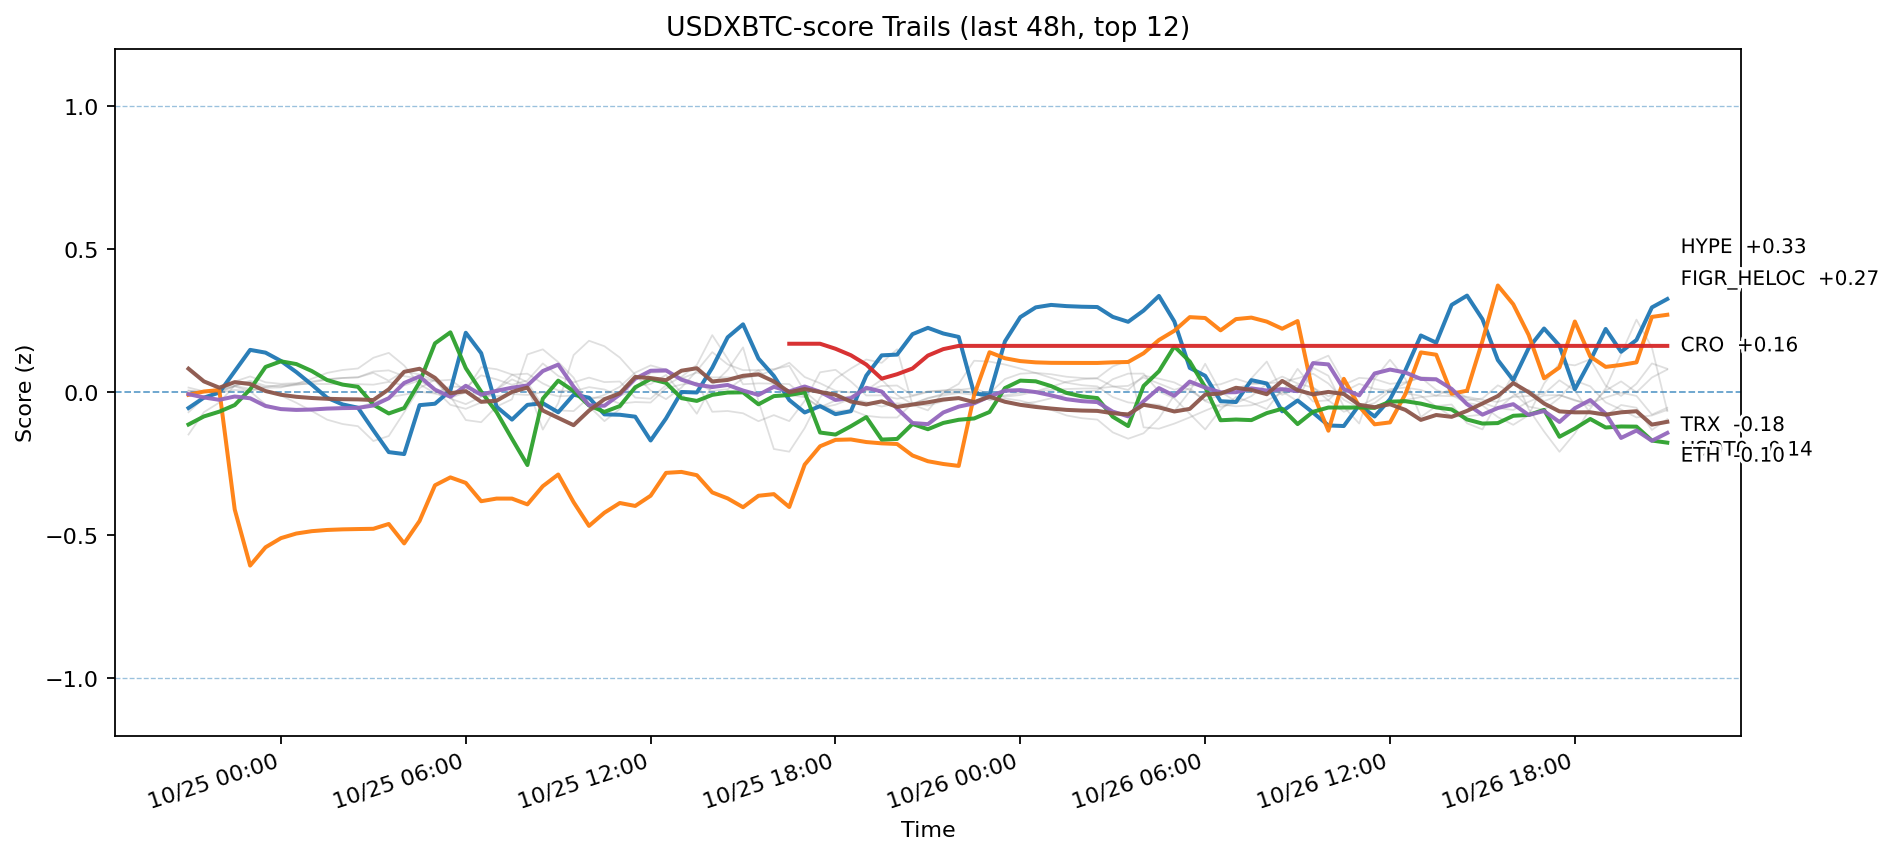 USDXBTC-score Trails (last 48h, top 12)
Score (z)
1.0
0.5
0.0
−0.5
−1.0
HYPE +0.33
FIGR_HELOC +0.27
CRO +0.16
TRX -0.18
USDT0 -0.14
ETH -0.10
10/25 00:00
10/25 06:00
10/25 12:00
10/25 18:00
10/26 00:00
10/26 06:00
10/26 12:00
10/26 18:00
Time